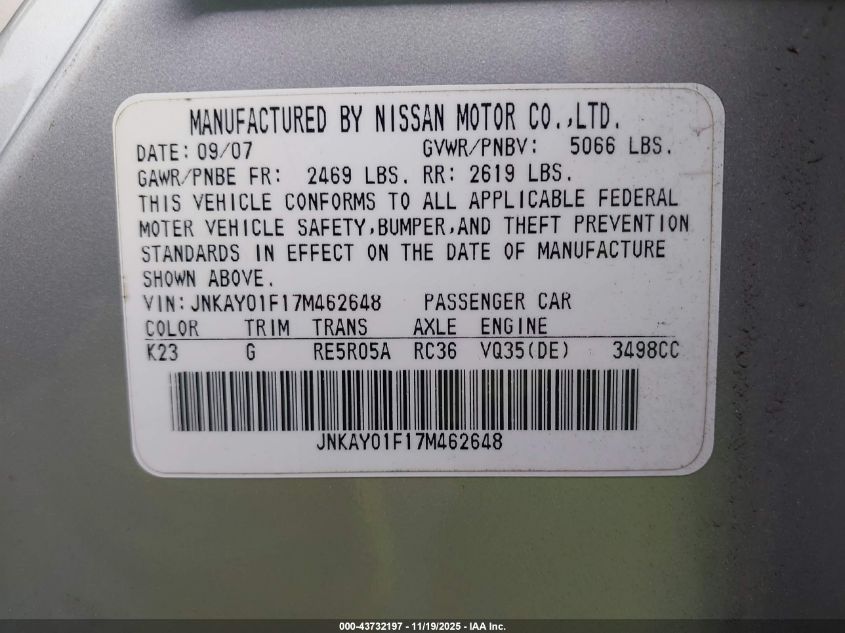 MANUFACTURED BY NISSAN MOTOR CO.,LTD.
DATE: 09/07 GVWR/PNBV: 5066 LBS.
GAWR/PNBE FR: 2469 LBS. RR: 2619 LBS.
THIS VEHICLE CONFORMS TO ALL APPLICABLE FEDERAL
MOTER VEHICLE SAFETY,BUMPER,AND THEFT PREVENTION
STANDARDS IN EFFECT ON THE DATE OF MANUFACTURE
SHOWN ABOVE.
VIN: JNKAY01F17M462648 PASSENGER CAR
COLOR TRIM TRANS AXLE ENGINE
K23 G RE5R05A RC36 VQ35(DE) 3498CC
JNKAY01F17M462648
000-43732197 - 11/19/2025 - IAA Inc.